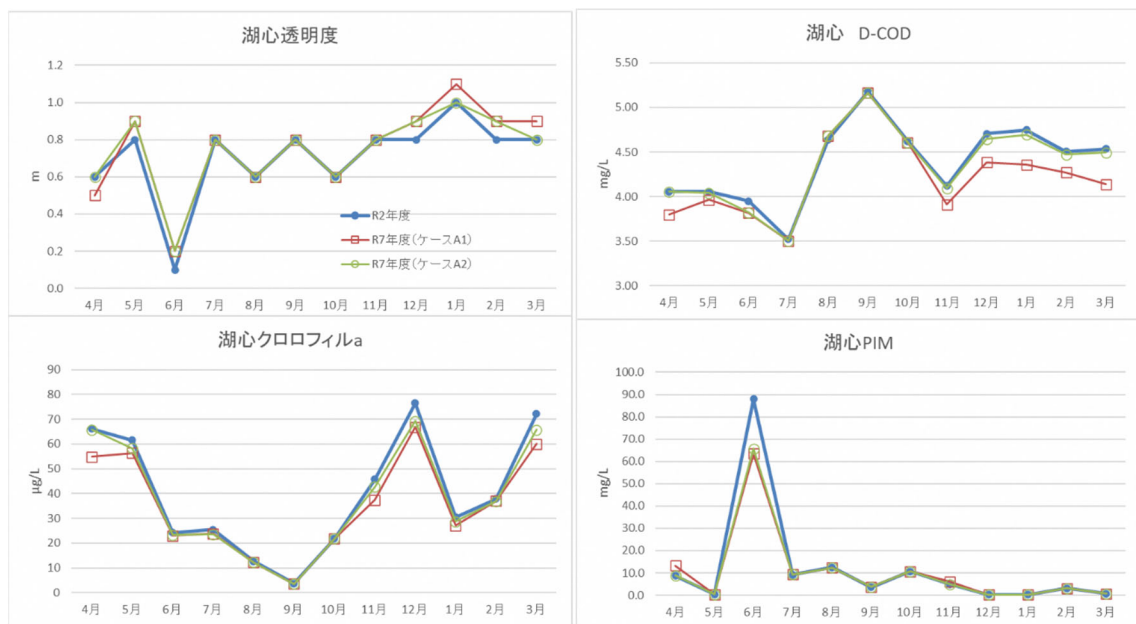 湖心透明度
1.2
1.0
0.8
0.6
0.4
0.2
0.0
m
R2年度
R7年度(ケースA1)
R7年度(ケースA2)
4月 5月 6月 7月 8月 9月 10月 11月 12月 1月 2月 3月
湖心 D-COD
5.50
5.00
4.50
4.00
3.50
3.00
mg/L
4月 5月 6月 7月 8月 9月 10月 11月 12月 1月 2月 3月
湖心クロロフィルa
90
80
70
60
50
40
30
20
10
0
μg/L
4月 5月 6月 7月 8月 9月 10月 11月 12月 1月 2月 3月
湖心PIM
100.0
90.0
80.0
70.0
60.0
50.0
40.0
30.0
20.0
10.0
0.0
mg/L
4月 5月 6月 7月 8月 9月 10月 11月 12月 1月 2月 3月